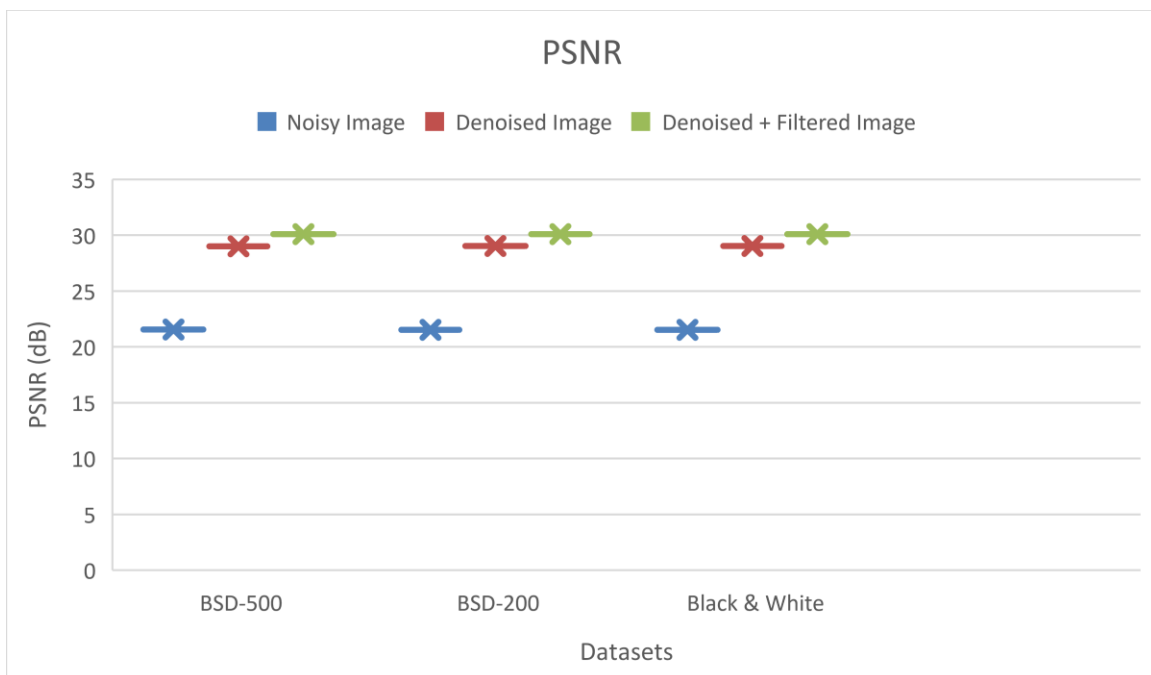 PSNR
Noisy Image Denoised Image Denoised + Filtered Image
35
30
25
20
15
10
5
0
PSNR (dB)
BSD-500 BSD-200 Black & White
Datasets